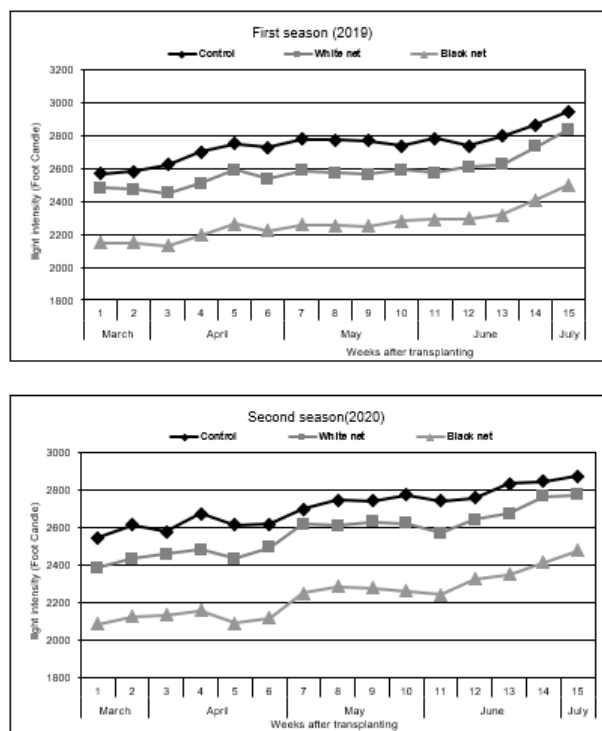 First season (2019)
Control White net Black net
3200
3000
2800
2600
2400
2200
2000
1800
light intensity (Foot Candle)
1 2 3 4 5 6 7 8 9 10 11 12 13 14 15
March April May June July
Weeks after transplanting
Second season(2020)
Control White net Black net
3000
2800
2600
2400
2200
2000
1800
light intensity (Foot Candle)
1 2 3 4 5 6 7 8 9 10 11 12 13 14 15
March April May June July
Weeks after transplanting